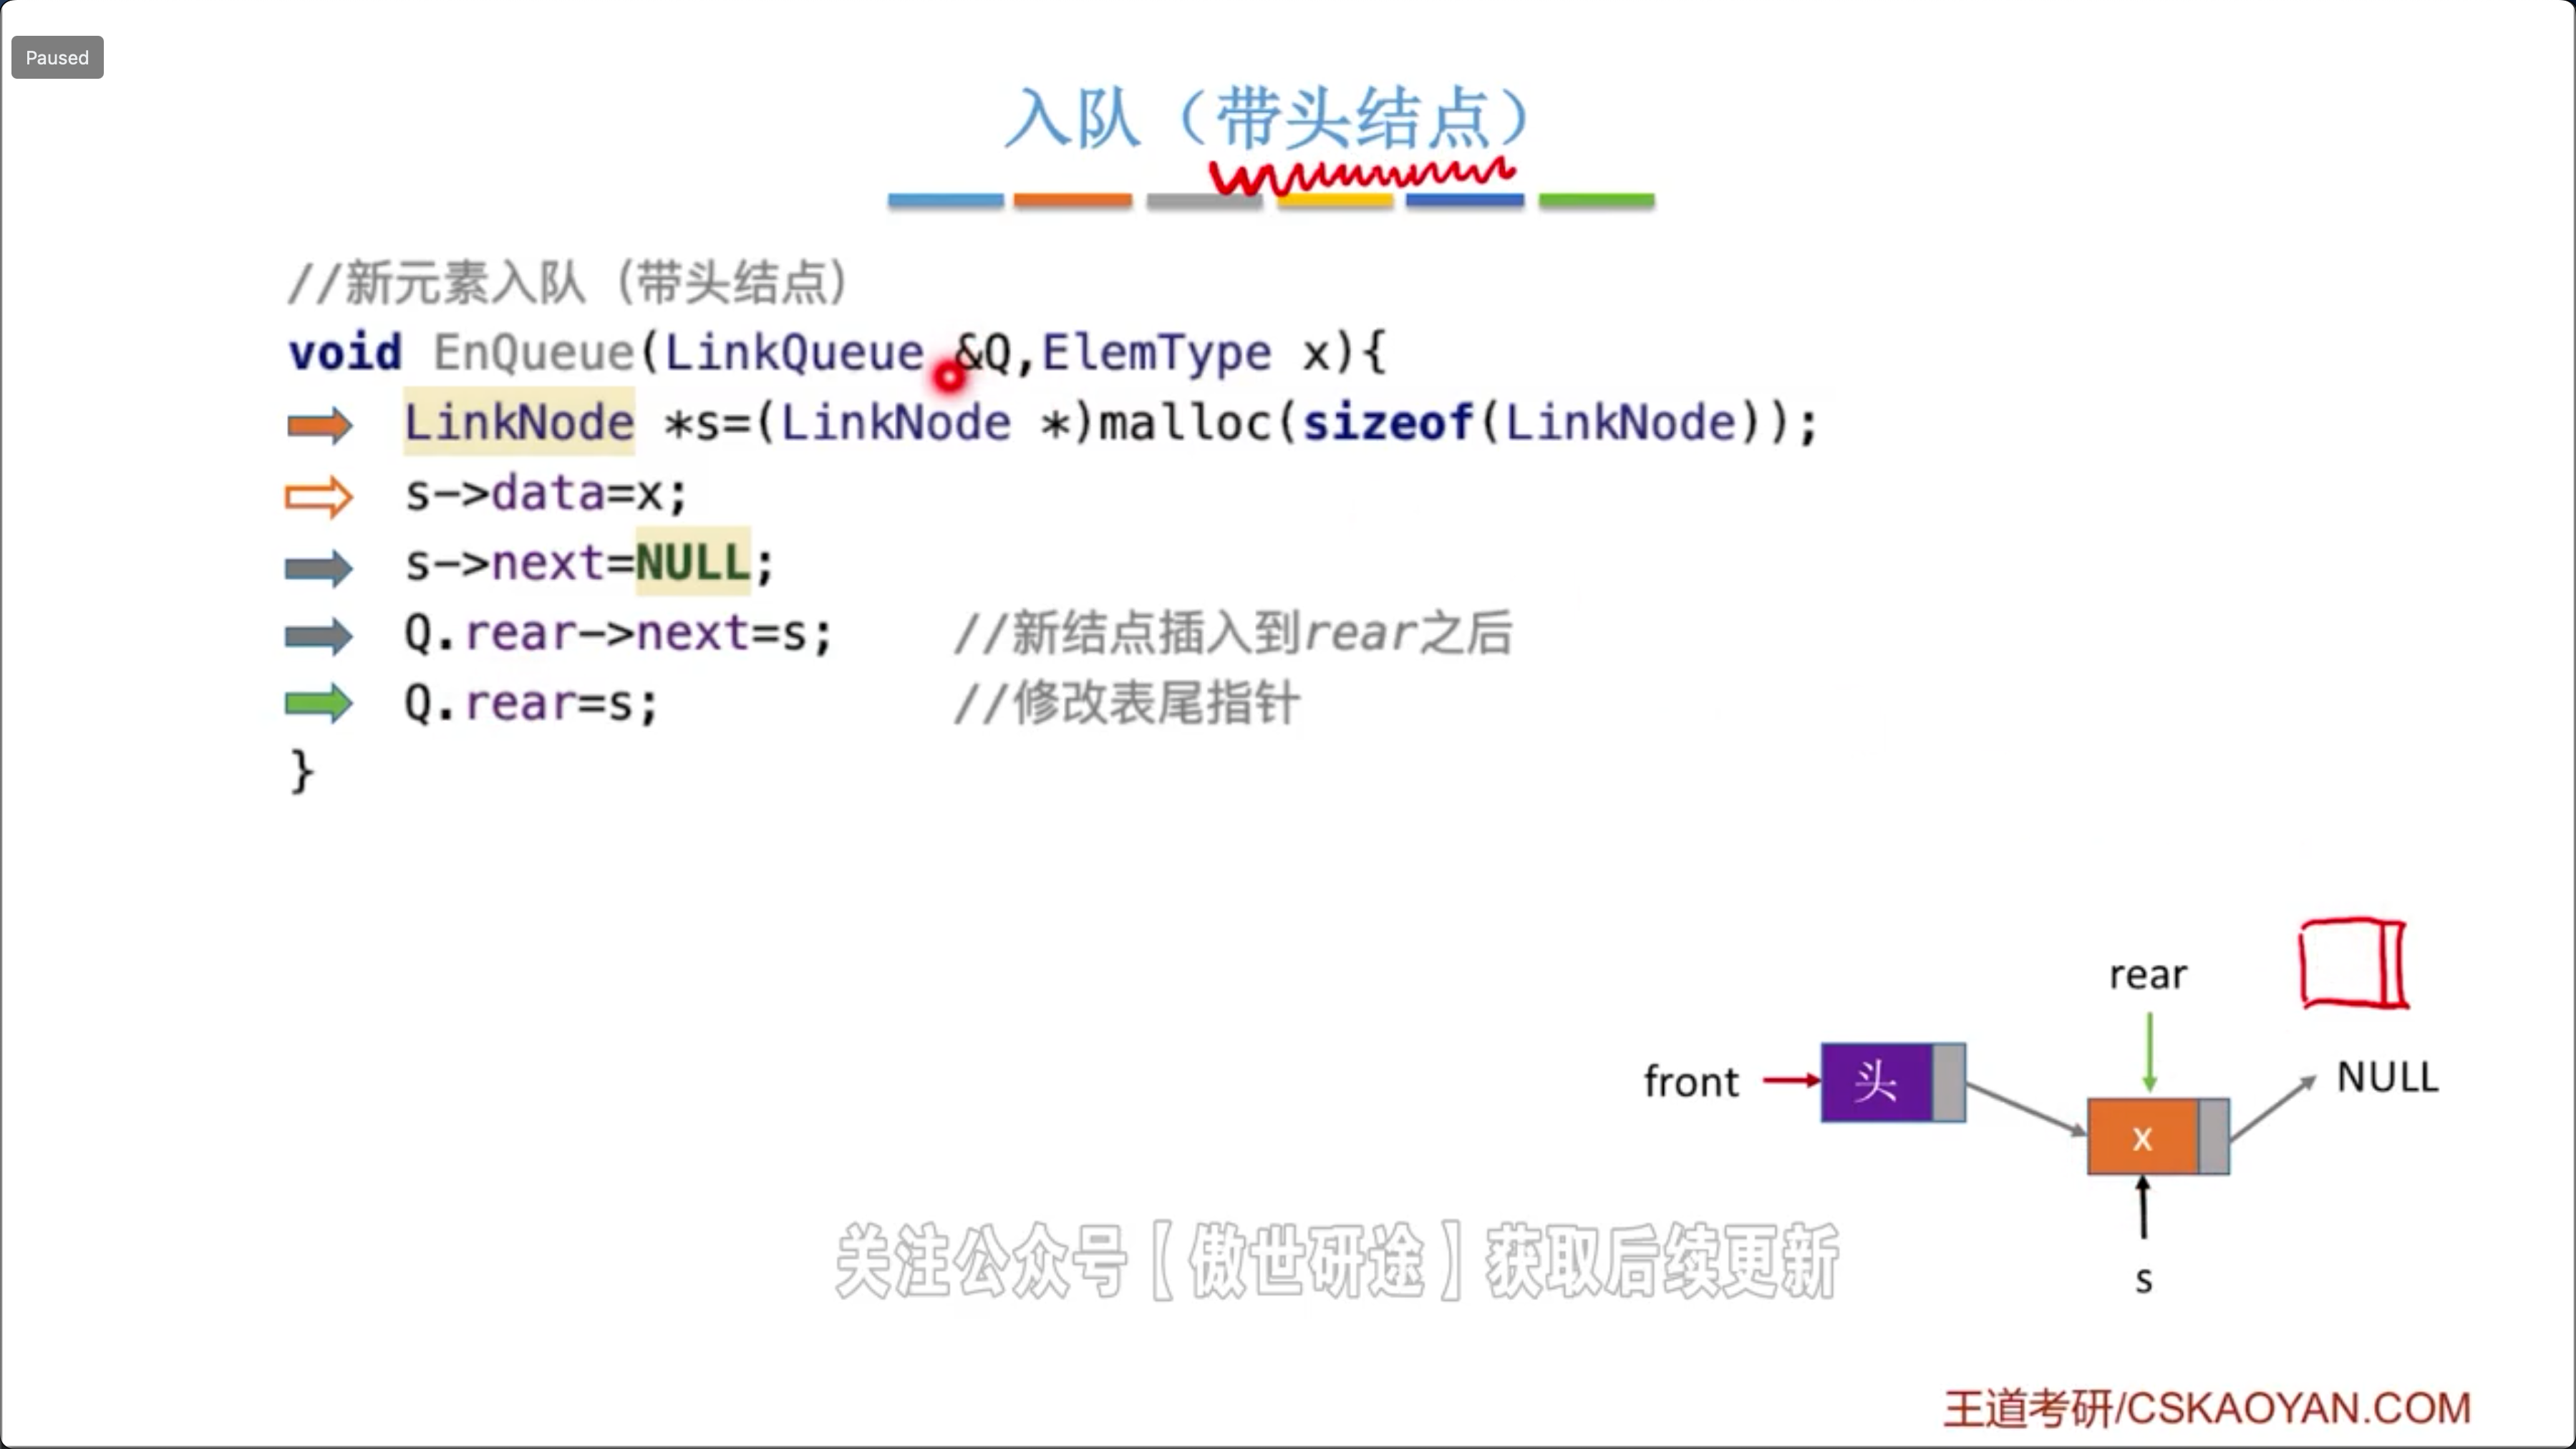 Paused
入队（带头结点）
//新元素入队（带头结点）
void EnQueue(LinkQueue &Q,ElemType x){
LinkNode *s=(LinkNode *)malloc(sizeof(LinkNode));
s->data=x;
s->next=NULL;
Q.rear->next=s; //新结点插入到rear之后
Q.rear=s; //修改表尾指针
}
rear
front
头
NULL
x
s
关注公众号【傲世研途】获取后续更新
王道考研/CSKAOYAN.COM